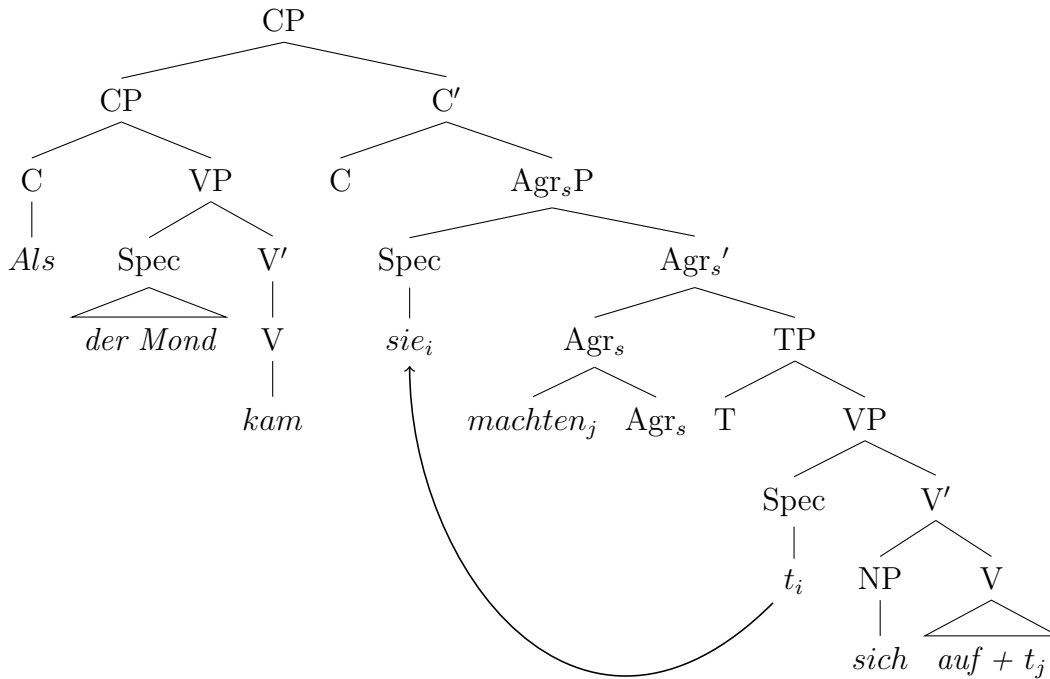 CP
CP C′
C VP C AgrₛP
Als Spec V′ Spec Agrₛ′
der Mond V sieᵢ Agrₛ TP
kam machtenⱼ Agrₛ T VP
Spec V′
tᵢ NP V
sich auf + tⱼ